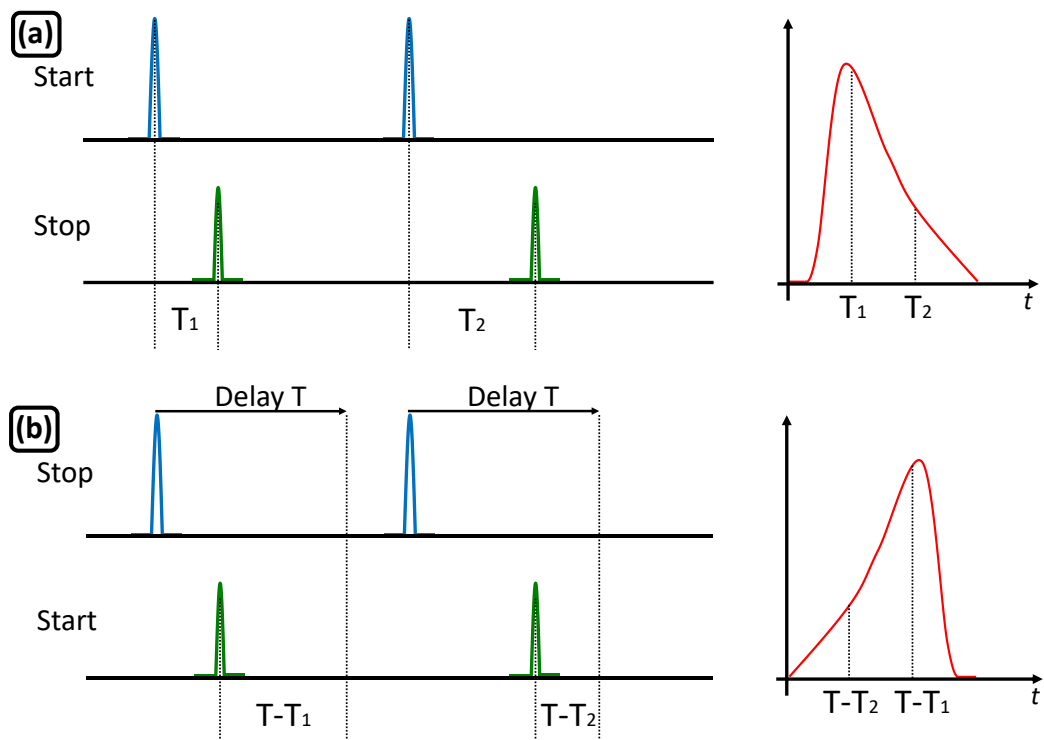 (a)
Start
Stop
T₁
T₂
T₁
T₂
t
(b)
Delay T
Delay T
Stop
Start
T-T₁
T-T₂
T-T₂
T-T₁
t